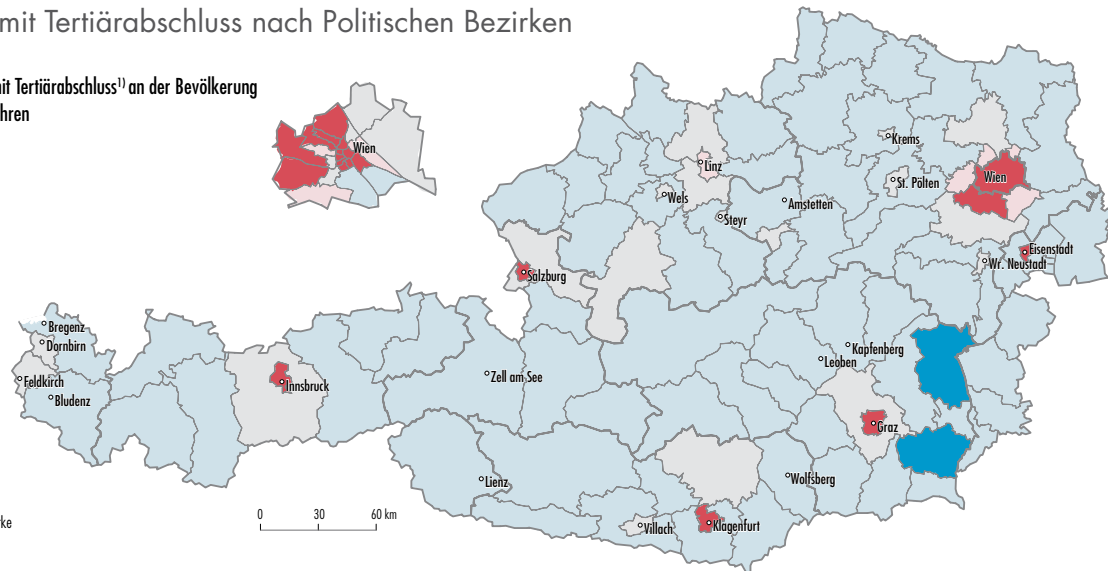 mit Tertiärabschluss nach Politischen Bezirken
mit Tertiärabschluss¹⁾ an der Bevölkerung
Wien
Krems
Linz
St. Pölten
Wien
Wels
Amstetten
Steyr
Eisenstadt
Wr. Neustadt
Salzburg
Bregenz
Dornbirn
Kapfenberg
Leoben
Feldkirch
Innsbruck
Zell am See
Bludenz
Graz
Lienz
Wolfsberg
0 30 60 km
Villach
Klagenfurt